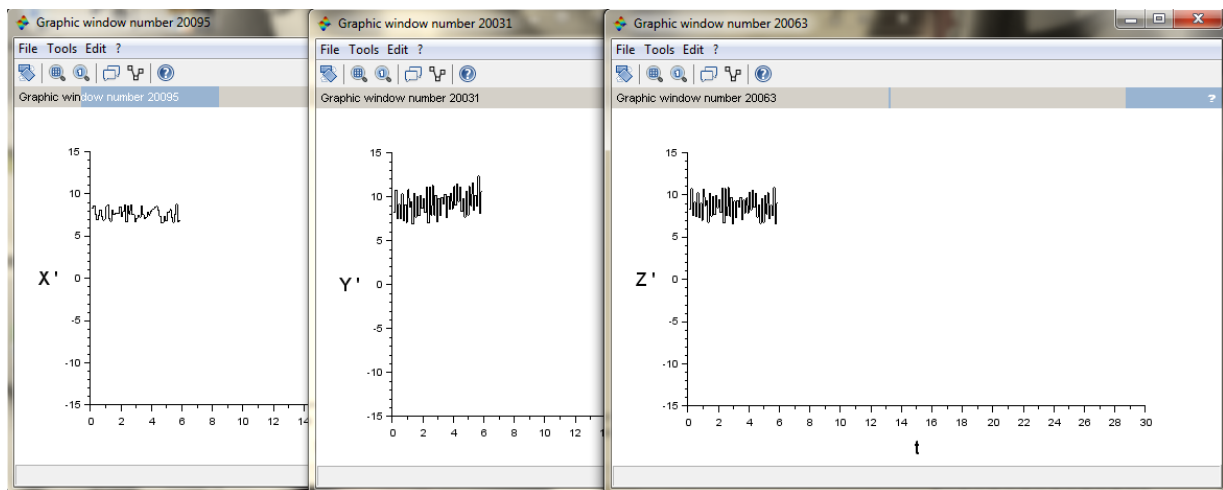 Graphic window number 20095
File Tools Edit ?
Graphic window number 20095
15
10
5
X' 0
-5
-10
-15
0 2 4 6 8 10 12 14
Graphic window number 20031
File Tools Edit ?
Graphic window number 20031
15
10
5
Y' 0
-5
-10
-15
0 2 4 6 8 10 12
Graphic window number 20063
File Tools Edit ?
Graphic window number 20063 ?
15
10
5
Z' 0
-5
-10
-15
0 2 4 6 8 10 12 14 16 18 20 22 24 26 28 30
t